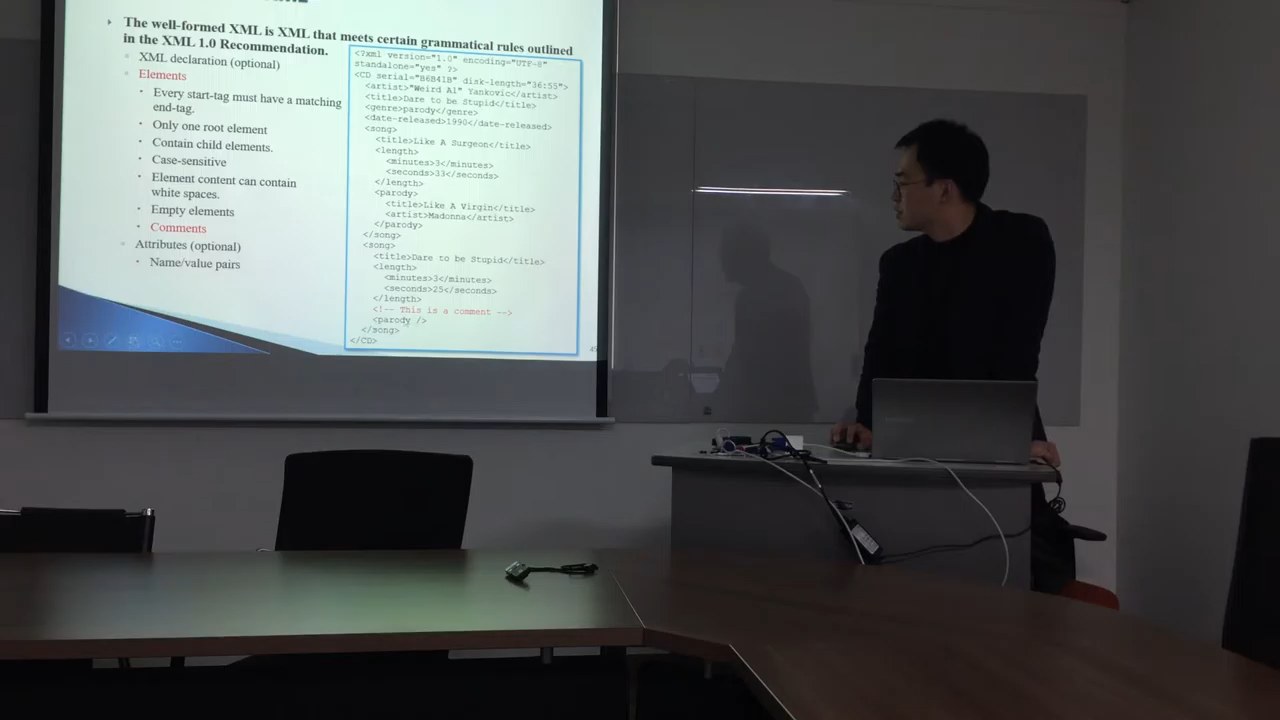 The well-formed XML is XML that meets certain grammatical rules outlined
in the XML 1.0 Recommendation.
XML declaration (optional)
Elements
Every start-tag must have a matching
end-tag.
Only one root element
Contain child elements.
Case-sensitive
Element content can contain
white spaces.
Empty elements
Comments
Attributes (optional)
Name/value pairs
<?xml version="1.0" encoding="UTF-8"
standalone="yes" ?>
<CD serial="B6B41B" disk-length="36:55">
<artist>"Weird Al" Yankovic</artist>
<title>Dare to be Stupid</title>
<genre>parody</genre>
<date-released>1990</date-released>
<song>
<title>Like A Surgeon</title>
<length>
<minutes>3</minutes>
<seconds>33</seconds>
</length>
<parody>
<title>Like A Virgin</title>
<artist>Madonna</artist>
</parody>
</song>
<song>
<title>Dare to be Stupid</title>
<length>
<minutes>3</minutes>
<seconds>25</seconds>
</length>
<!-- This is a comment -->
<parody />
</song>
</CD>